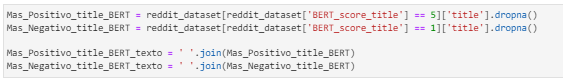 Mas_Positivo_title_BERT = reddit_dataset[reddit_dataset['BERT_score_title'] == 5]['title'].dropna()
Mas_Negativo_title_BERT = reddit_dataset[reddit_dataset['BERT_score_title'] == 1]['title'].dropna()
Mas_Positivo_title_BERT_texto = ' '.join(Mas_Positivo_title_BERT)
Mas_Negativo_title_BERT_texto = ' '.join(Mas_Negativo_title_BERT)